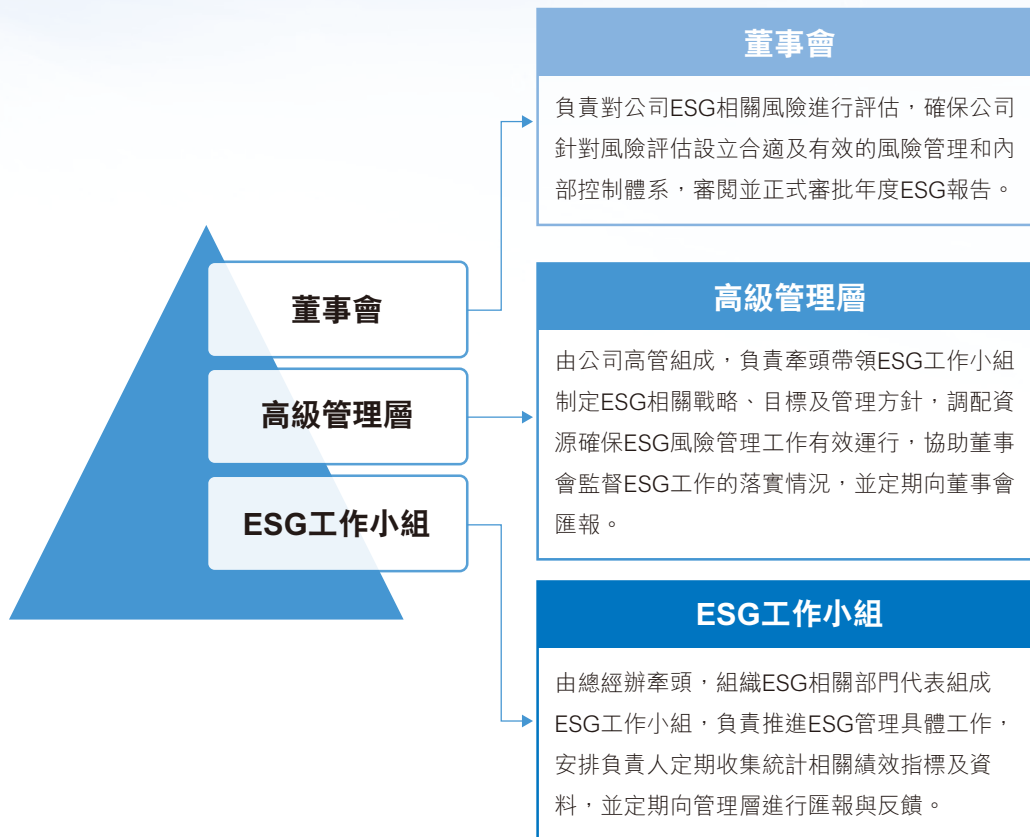 董事會
高級管理層
ESG工作小組
董事會
負責對公司ESG相關風險進行評估，確保公司
針對風險評估設立合適及有效的風險管理和內
部控制體系，審閱並正式審批年度ESG報告。
高級管理層
由公司高管組成，負責牽頭帶領ESG工作小組
制定ESG相關戰略、目標及管理方針，調配資
源確保ESG風險管理工作有效運行，協助董事
會監督ESG工作的落實情況，並定期向董事會
匯報。
ESG工作小組
由總經辦牽頭，組織ESG相關部門代表組成
ESG工作小組，負責推進ESG管理具體工作，
安排負責人定期收集統計相關績效指標及資
料，並定期向管理層進行匯報與反饋。